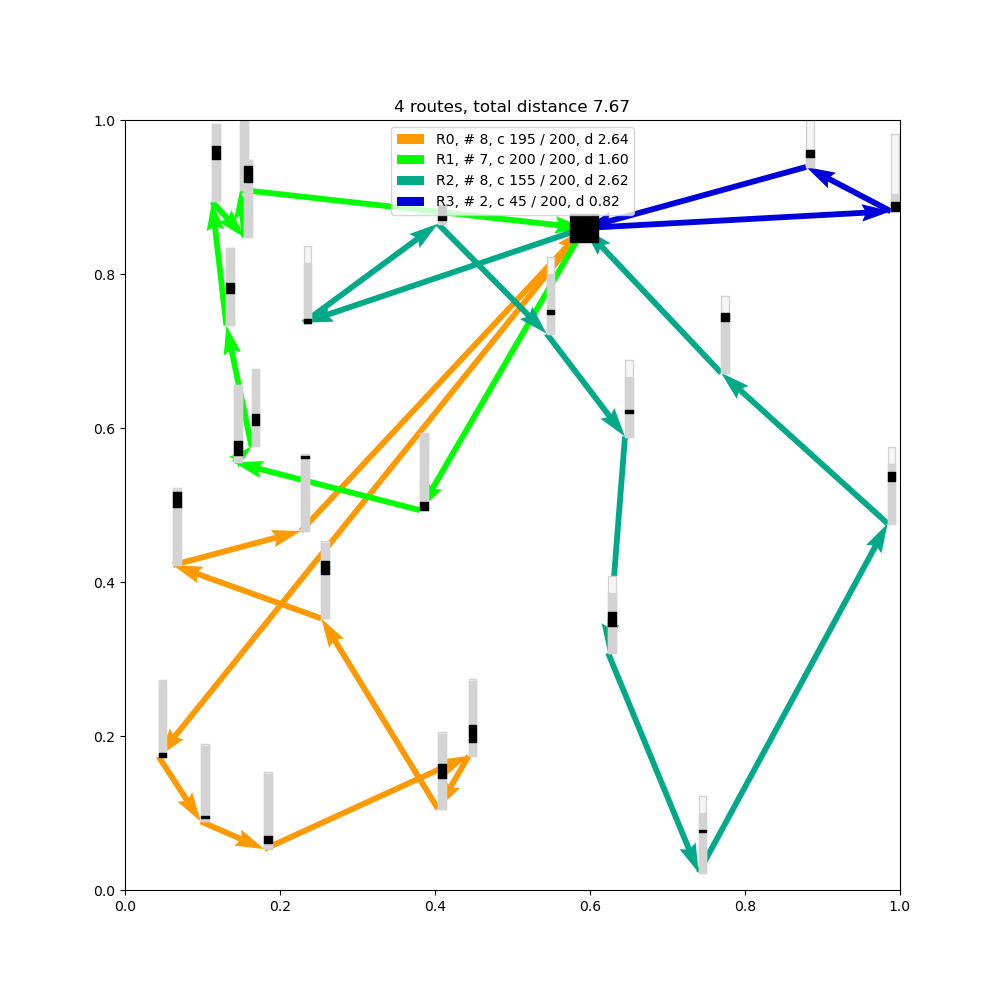 4 routes, total distance 7.67
R0, # 8, c 195 / 200, d 2.64
R1, # 7, c 200 / 200, d 1.60
R2, # 8, c 155 / 200, d 2.62
R3, # 2, c 45 / 200, d 0.82
1.0
0.8
0.6
0.4
0.2
0.0
0.0 0.2 0.4 0.6 0.8 1.0